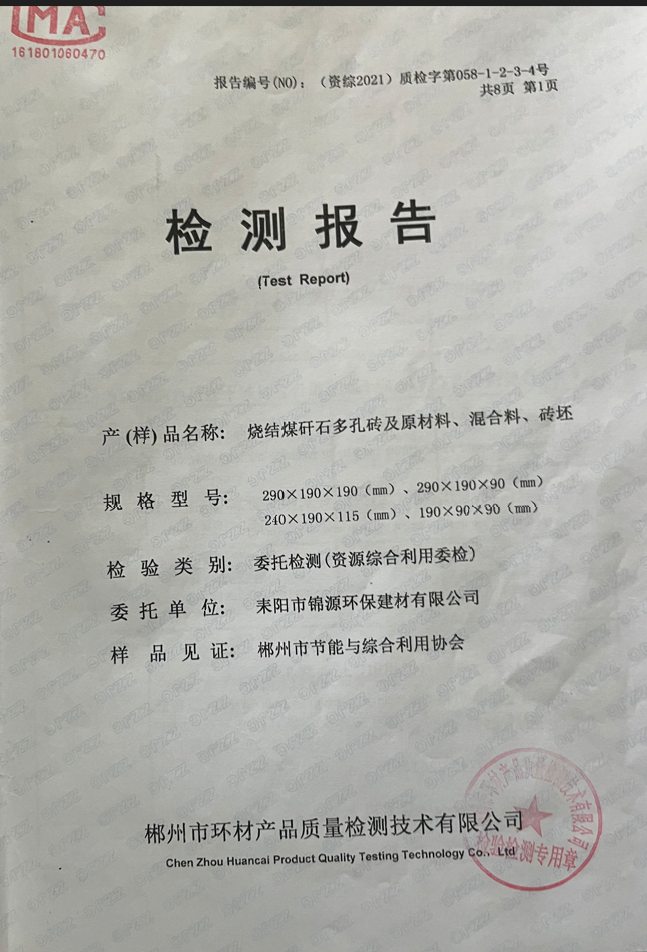 MA
161801060470
报告编号(NO)：（资综2021）质检字第058-1-2-3-4号
共8页 第1页
检测报告
(Test Report)
产(样)品名称: 烧结煤矸石多孔砖及原材料、混合料、砖坯
规格型号: 290×190×190（mm）、290×190×90（mm）
240×190×115（mm）、190×90×90（mm）
检验类别: 委托检测(资源综合利用委检)
委托单位: 耒阳市锦源环保建材有限公司
样品见证: 郴州市节能与综合利用协会
郴州市环材产品质量检测技术有限公司
Chen Zhou Huancai Product Quality Testing Technology Co., Ltd
检验检测专用章